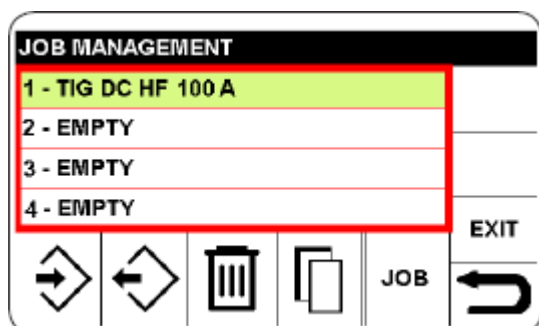 JOB MANAGEMENT
1 - TIG DC HF 100 A
2 - EMPTY
3 - EMPTY
4 - EMPTY
EXIT
JOB